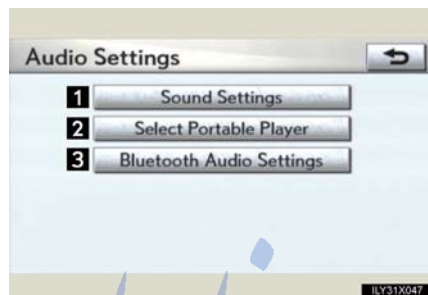 Audio Settings
1 Sound Settings
2 Select Portable Player
3 Bluetooth Audio Settings
ILY31X047